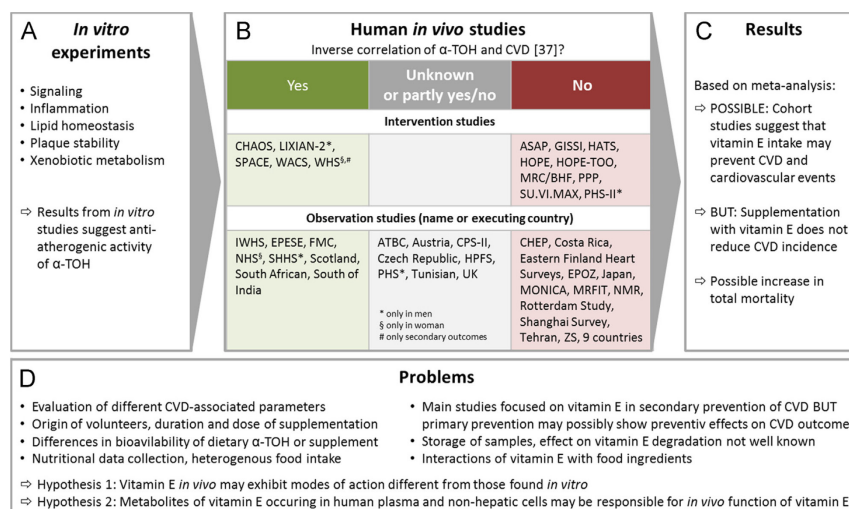 A
In vitro
experiments
• Signaling
• Inflammation
• Lipid homeostasis
• Plaque stability
• Xenobiotic metabolism
⇨ Results from in vitro
studies suggest anti-
atherogenic activity
of α-TOH
B
Human in vivo studies
Inverse correlation of α-TOH and CVD [37]?
Yes
Unknown
or partly yes/no
No
Intervention studies
CHAOS, LIXIAN-2*,
SPACE, WACS, WHS§,#
ASAP, GISSI, HATS,
HOPE, HOPE-TOO,
MRC/BHF, PPP,
SU.VI.MAX, PHS-II*
Observation studies (name or executing country)
IWHS, EPESE, FMC,
NHS§, SHHS*, Scotland,
South African, South of
India
ATBC, Austria, CPS-II,
Czech Republic, HPFS,
PHS*, Tunisian, UK
* only in men
§ only in woman
# only secondary outcomes
CHEP, Costa Rica,
Eastern Finland Heart
Surveys, EPOZ, Japan,
MONICA, MRFIT, NMR,
Rotterdam Study,
Shanghai Survey,
Tehran, ZS, 9 countries
C
Results
Based on meta-analysis:
⇨ POSSIBLE: Cohort
studies suggest that
vitamin E intake may
prevent CVD and
cardiovascular events
⇨ BUT: Supplementation
with vitamin E does not
reduce CVD incidence
⇨ Possible increase in
total mortality
D
Problems
• Evaluation of different CVD-associated parameters
• Origin of volunteers, duration and dose of supplementation
• Differences in bioavailability of dietary α-TOH or supplement
• Nutritional data collection, heterogenous food intake
• Main studies focused on vitamin E in secondary prevention of CVD BUT
primary prevention may possibly show preventiv effects on CVD outcome
• Storage of samples, effect on vitamin E degradation not well known
• Interactions of vitamin E with food ingredients
⇨ Hypothesis 1: Vitamin E in vivo may exhibit modes of action different from those found in vitro
⇨ Hypothesis 2: Metabolites of vitamin E occuring in human plasma and non-hepatic cells may be responsible for in vivo function of vitamin E